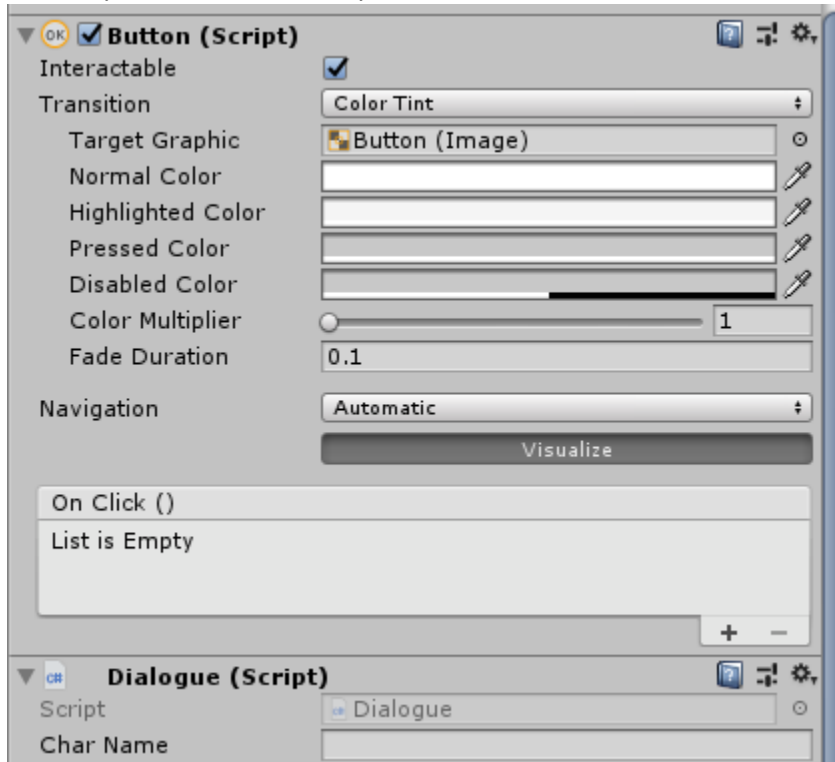 OK Button (Script)
Interactable
Transition Color Tint
Target Graphic Button (Image)
Normal Color
Highlighted Color
Pressed Color
Disabled Color
Color Multiplier 1
Fade Duration 0.1
Navigation Automatic
Visualize
On Click ()
List is Empty
+ −
C# Dialogue (Script)
Script Dialogue
Char Name